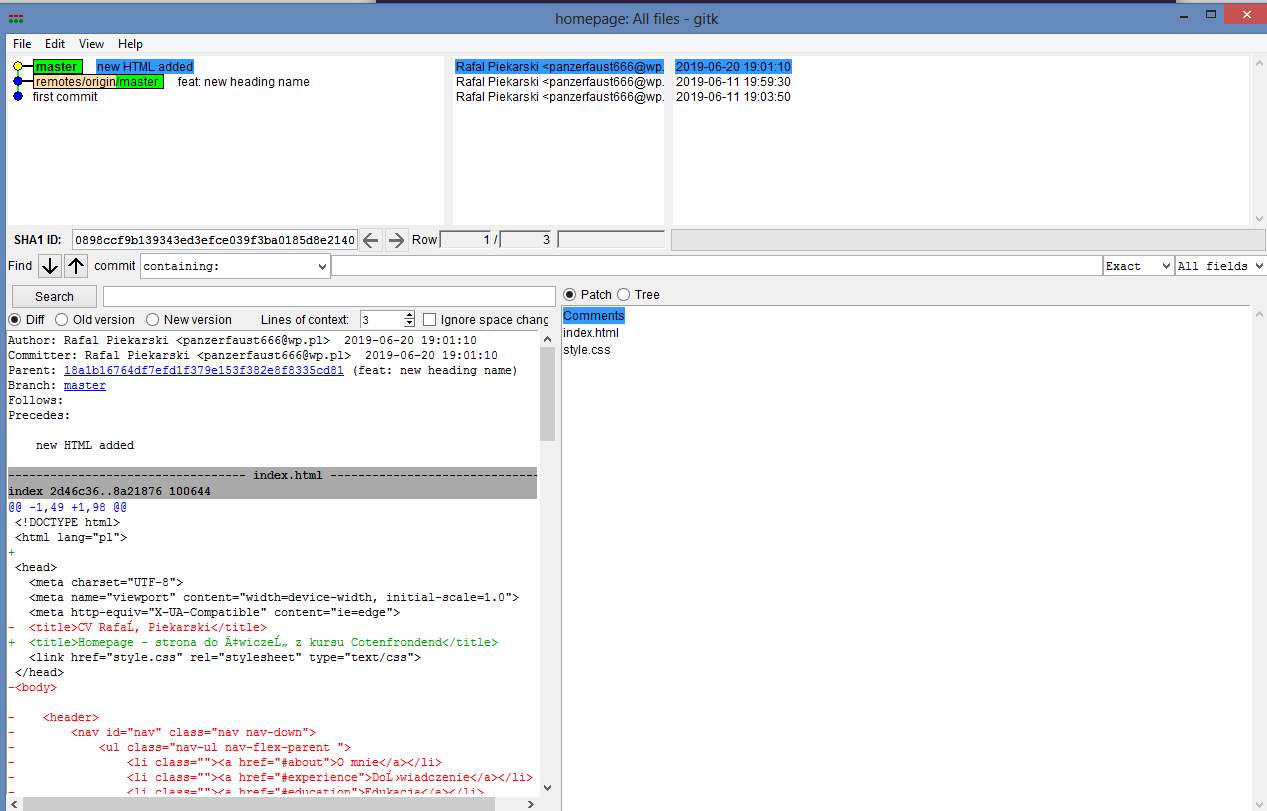 homepage: All files - gitk
File Edit View Help
master new HTML added Rafal Piekarski <panzerfaust666@wp. 2019-06-20 19:01:10
remotes/origin/master feat: new heading name Rafal Piekarski <panzerfaust666@wp. 2019-06-11 19:59:30
first commit Rafal Piekarski <panzerfaust666@wp. 2019-06-11 19:03:50
SHA1 ID: 0898ccf9b139343ed3efce039f3ba0185d8e2140 Row 1 / 3
Find commit containing: Exact All fields
Search
Patch Tree
Diff Old version New version Lines of context: 3 Ignore space chang
Comments
index.html
style.css
Author: Rafal Piekarski <panzerfaust666@wp.pl> 2019-06-20 19:01:10
Committer: Rafal Piekarski <panzerfaust666@wp.pl> 2019-06-20 19:01:10
Parent: 18a1b16764df7efd1f379e153f382e8f8335cd81 (feat: new heading name)
Branch: master
Follows:
Precedes:
new HTML added
---------------------------------- index.html ------------------------------
index 2d46c36..8a21876 100644
@@ -1,49 +1,98 @@
<!DOCTYPE html>
<html lang="pl">
+
<head>
<meta charset="UTF-8">
<meta name="viewport" content="width=device-width, initial-scale=1.0">
<meta http-equiv="X-UA-Compatible" content="ie=edge">
- <title>CV RafaĹ‚ Piekarski</title>
+ <title>Homepage - strona do Ä‡wiczeĹ„ z kursu Cotenfrondend</title>
<link href="style.css" rel="stylesheet" type="text/css">
</head>
-<body>
- <header>
- <nav id="nav" class="nav nav-down">
- <ul class="nav-ul nav-flex-parent ">
- <li class=""><a href="#about">O mnie</a></li>
- <li class=""><a href="#experience">DoĹ›wiadczenie</a></li>
- <li class=""><a href="#education">Edukacja</a></li>